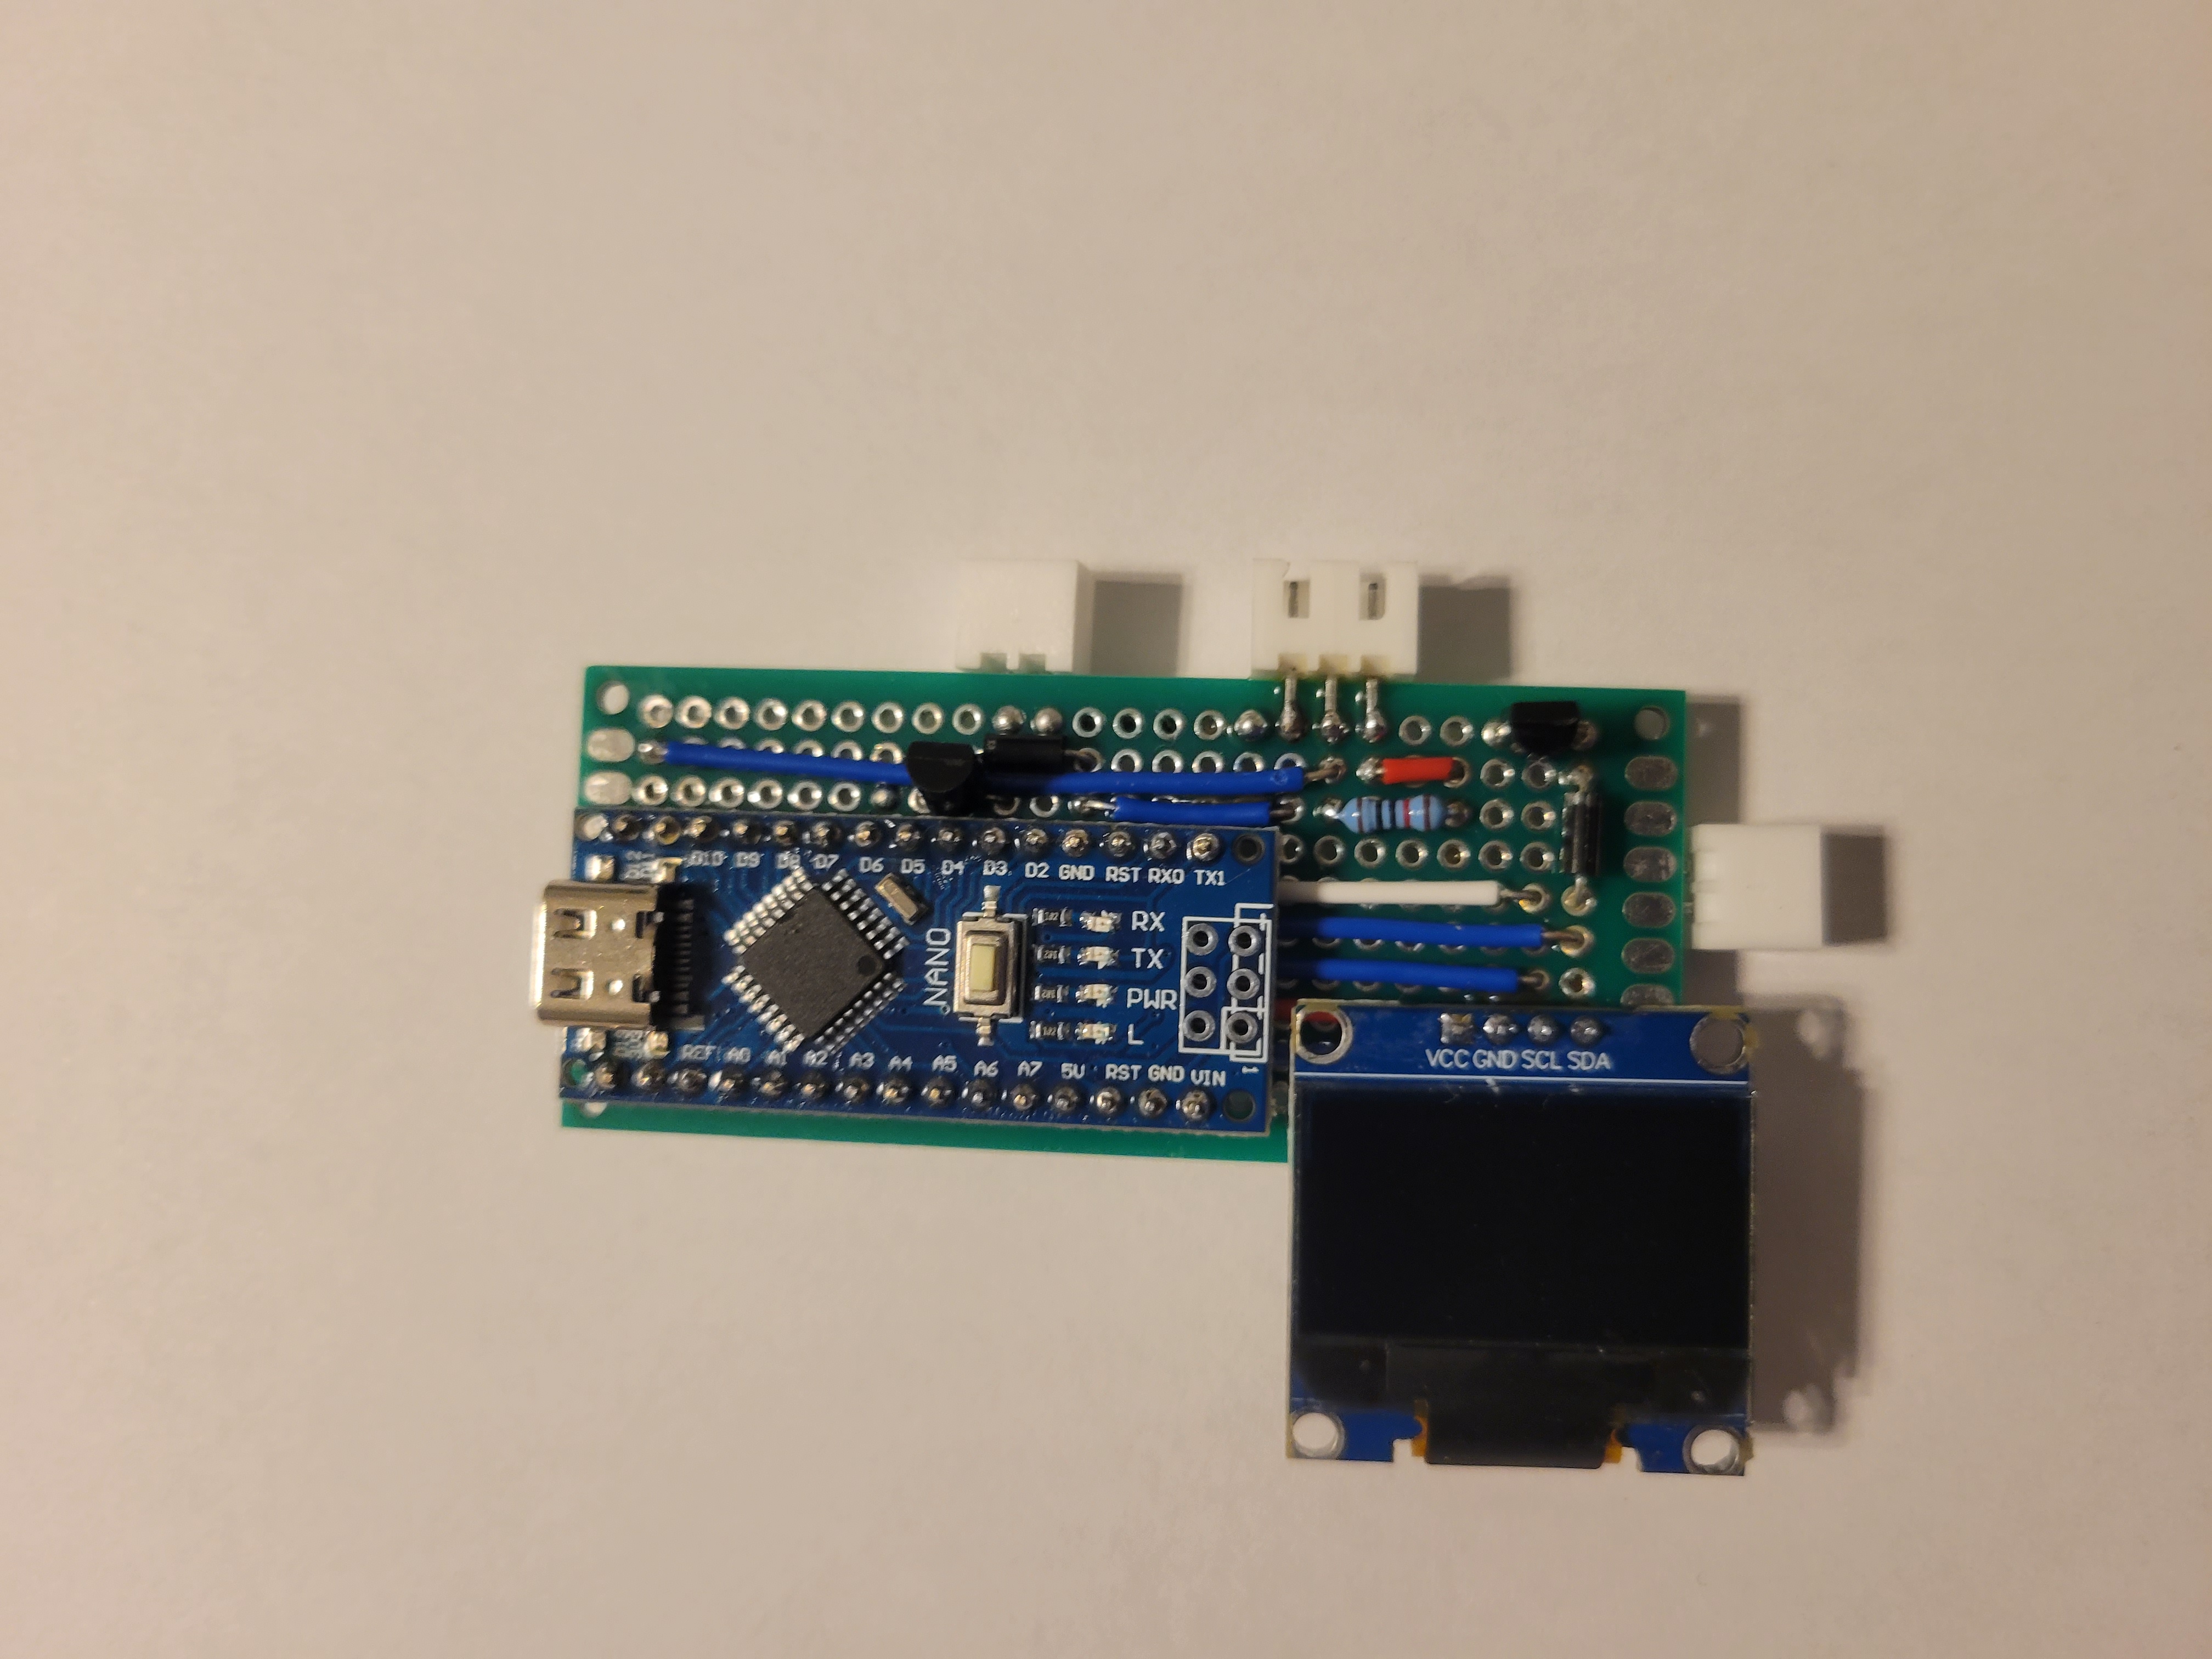 REF
A0
A1
A2
A3
A4
A5
A6
A7
5V
RST
GND
VIN
D10
D9
D8
D7
D6
D5
D4
D3
D2
GND
RST
RX0
TX1
NANO
L
PWR
TX
RX
VCC GND SCL SDA